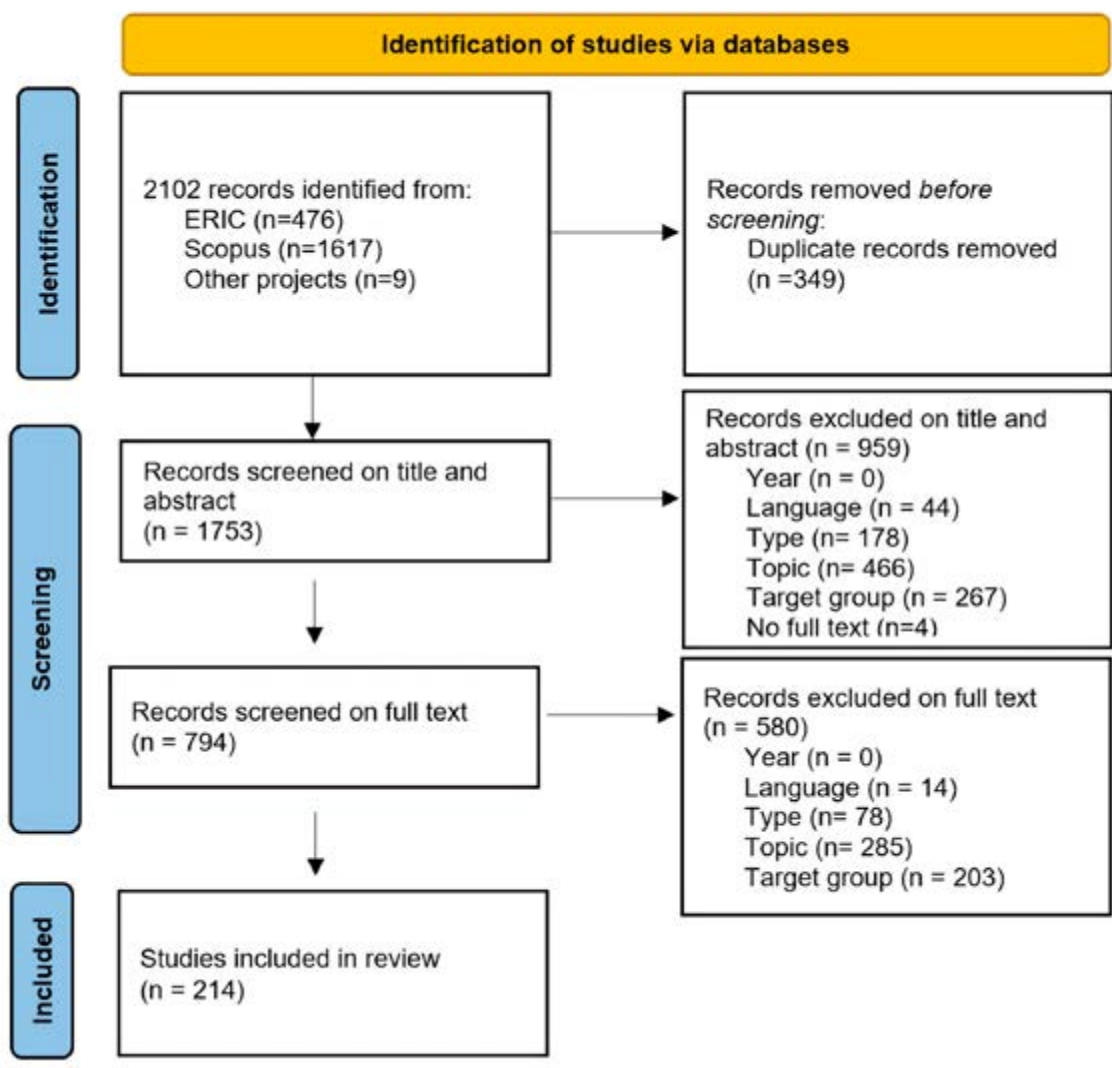 Identification of studies via databases
Identification
2102 records identified from:
ERIC (n=476)
Scopus (n=1617)
Other projects (n=9)
Records removed before
screening:
Duplicate records removed
(n =349)
Screening
Records screened on title and
abstract
(n = 1753)
Records excluded on title and
abstract (n = 959)
Year (n = 0)
Language (n = 44)
Type (n= 178)
Topic (n= 466)
Target group (n = 267)
No full text (n=4)
Records screened on full text
(n = 794)
Records excluded on full text
(n = 580)
Year (n = 0)
Language (n = 14)
Type (n= 78)
Topic (n= 285)
Target group (n = 203)
Included
Studies included in review
(n = 214)